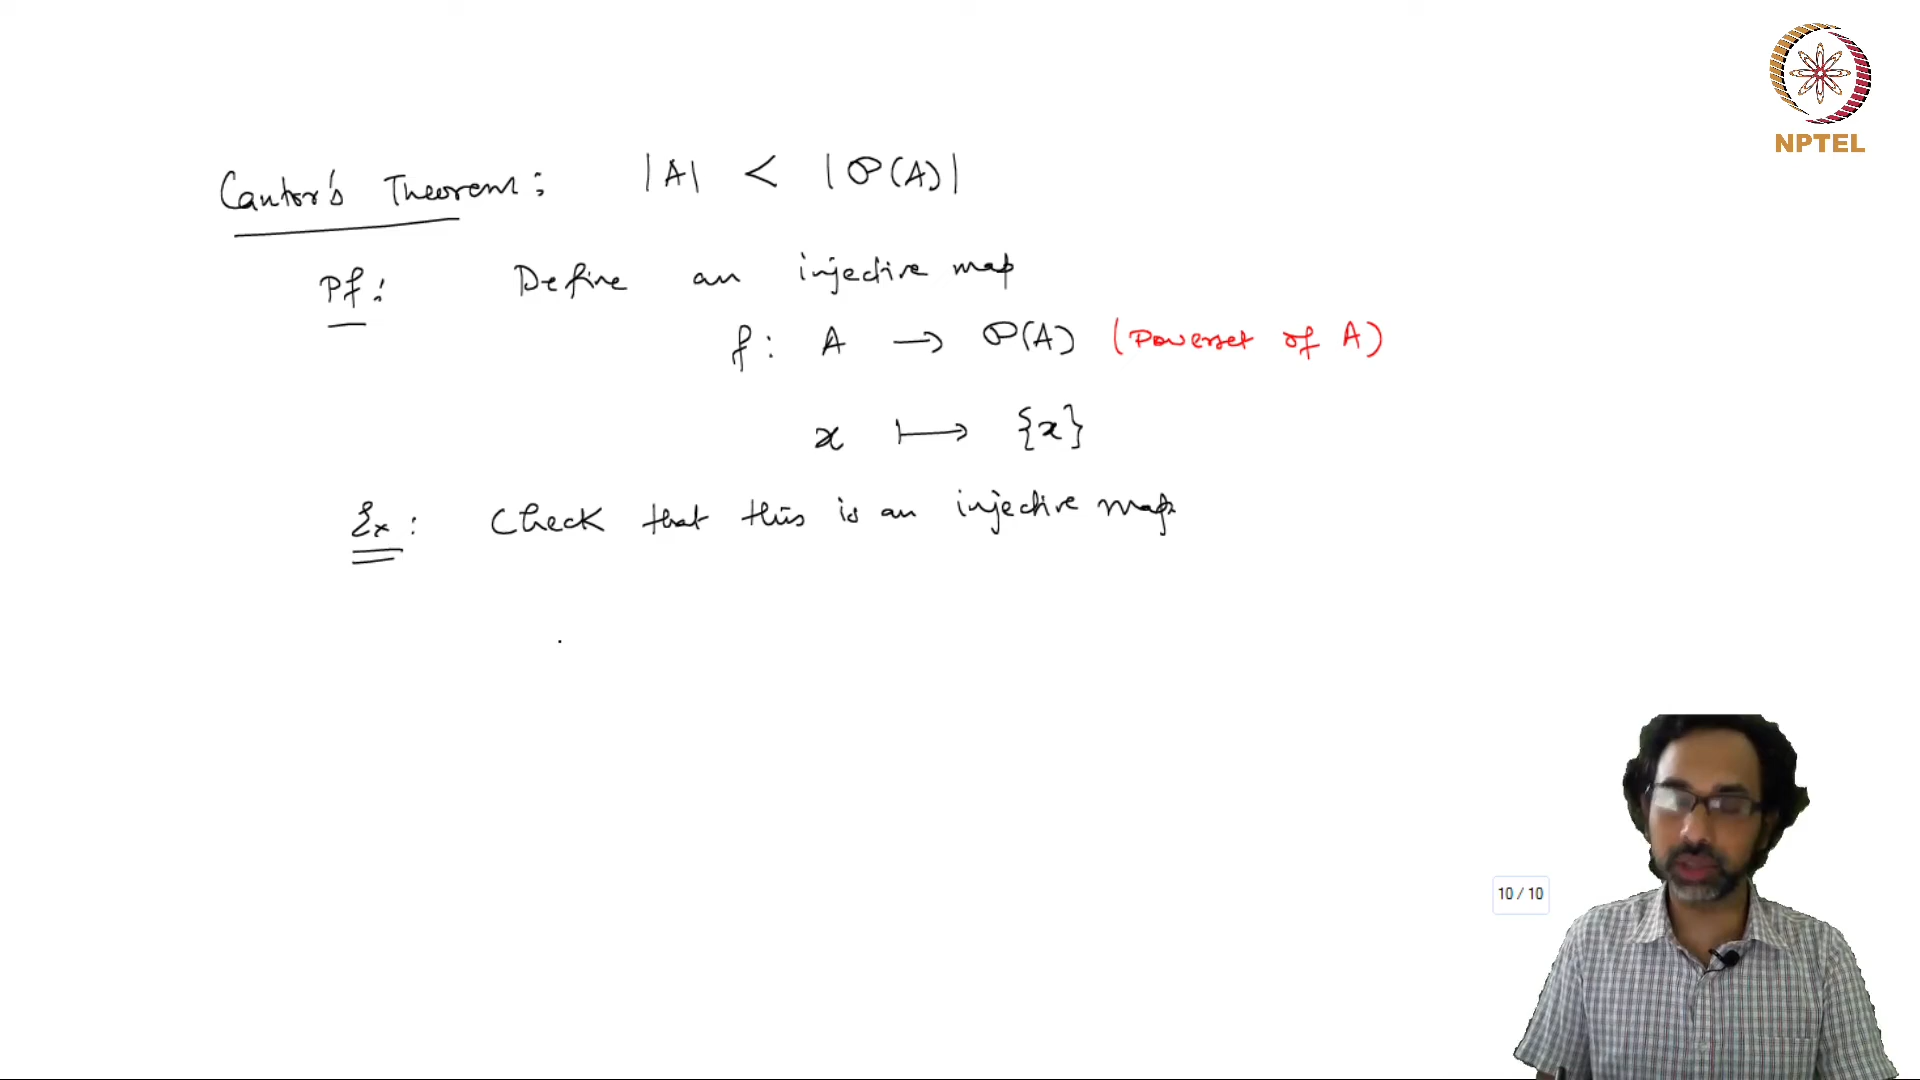 NPTEL
Cantor's Theorem: |A| < |𝒫(A)|
Pf: Define an injective map
f: A → 𝒫(A) (Powerset of A)
x ⟼ {x}
Ex: Check that this is an injective map
10 / 10